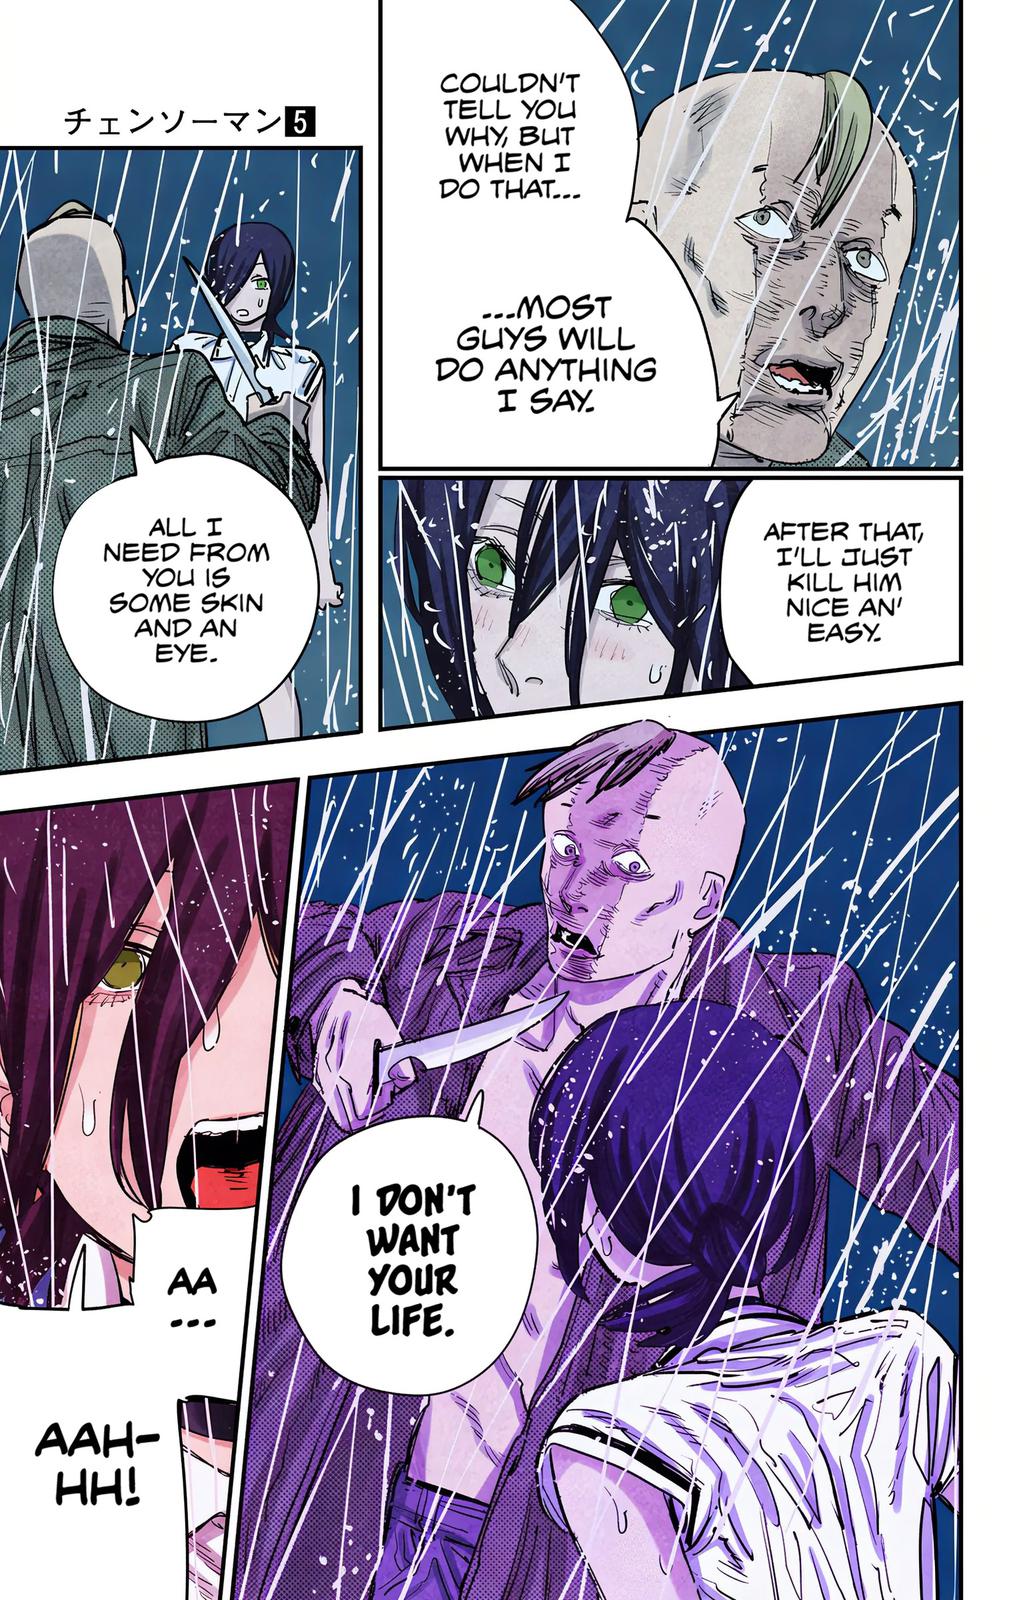 チェンソーマン5
COULDN'T
TELL YOU
WHY, BUT
WHEN I
DO THAT...
...MOST
GUYS WILL
DO ANYTHING
I SAY.
ALL I
NEED FROM
YOU IS
SOME SKIN
AND AN
EYE.
AFTER THAT,
I'LL JUST
KILL HIM
NICE AN'
EASY.
I DON'T
WANT
YOUR
LIFE.
AA
...
AAH-
HH!